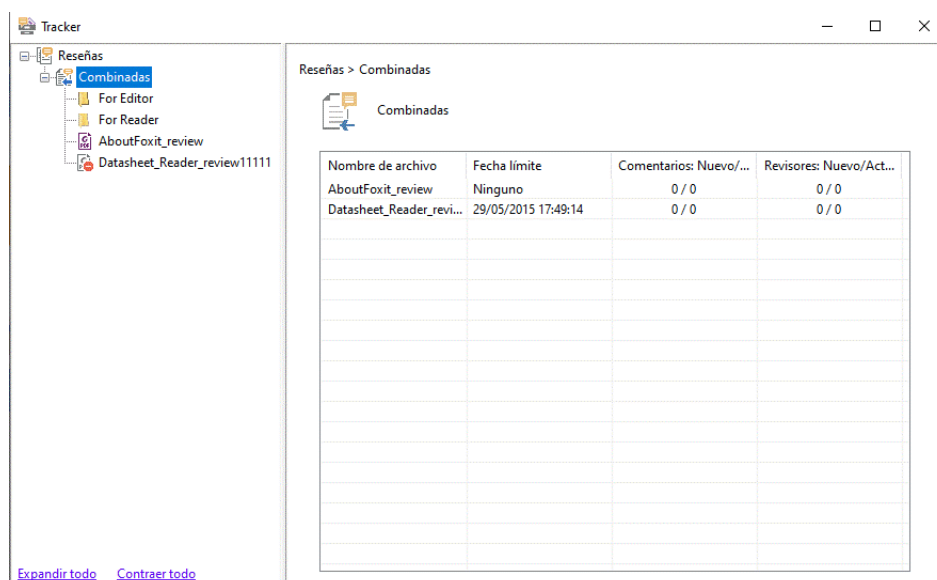 Tracker
Reseñas
Combinadas
For Editor
For Reader
AboutFoxit_review
Datasheet_Reader_review11111
Expandir todo Contraer todo
Reseñas > Combinadas
Combinadas
Nombre de archivo Fecha límite Comentarios: Nuevo/... Revisores: Nuevo/Act...
AboutFoxit_review Ninguno 0 / 0 0 / 0
Datasheet_Reader_revi... 29/05/2015 17:49:14 0 / 0 0 / 0